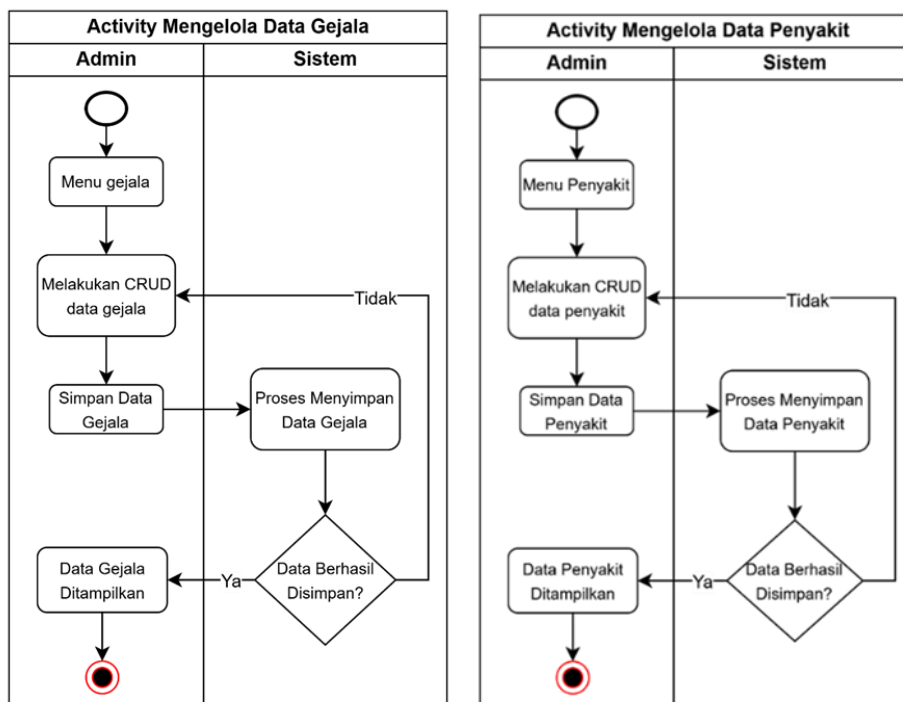 Activity Mengelola Data Gejala
Admin
Sistem
Menu gejala
Melakukan CRUD
data gejala
Tidak
Simpan Data
Gejala
Proses Menyimpan
Data Gejala
Data Berhasil
Disimpan?
Ya
Data Gejala
Ditampilkan
Activity Mengelola Data Penyakit
Admin
Sistem
Menu Penyakit
Melakukan CRUD
data penyakit
Tidak
Simpan Data
Penyakit
Proses Menyimpan
Data Penyakit
Data Berhasil
Disimpan?
Ya
Data Penyakit
Ditampilkan